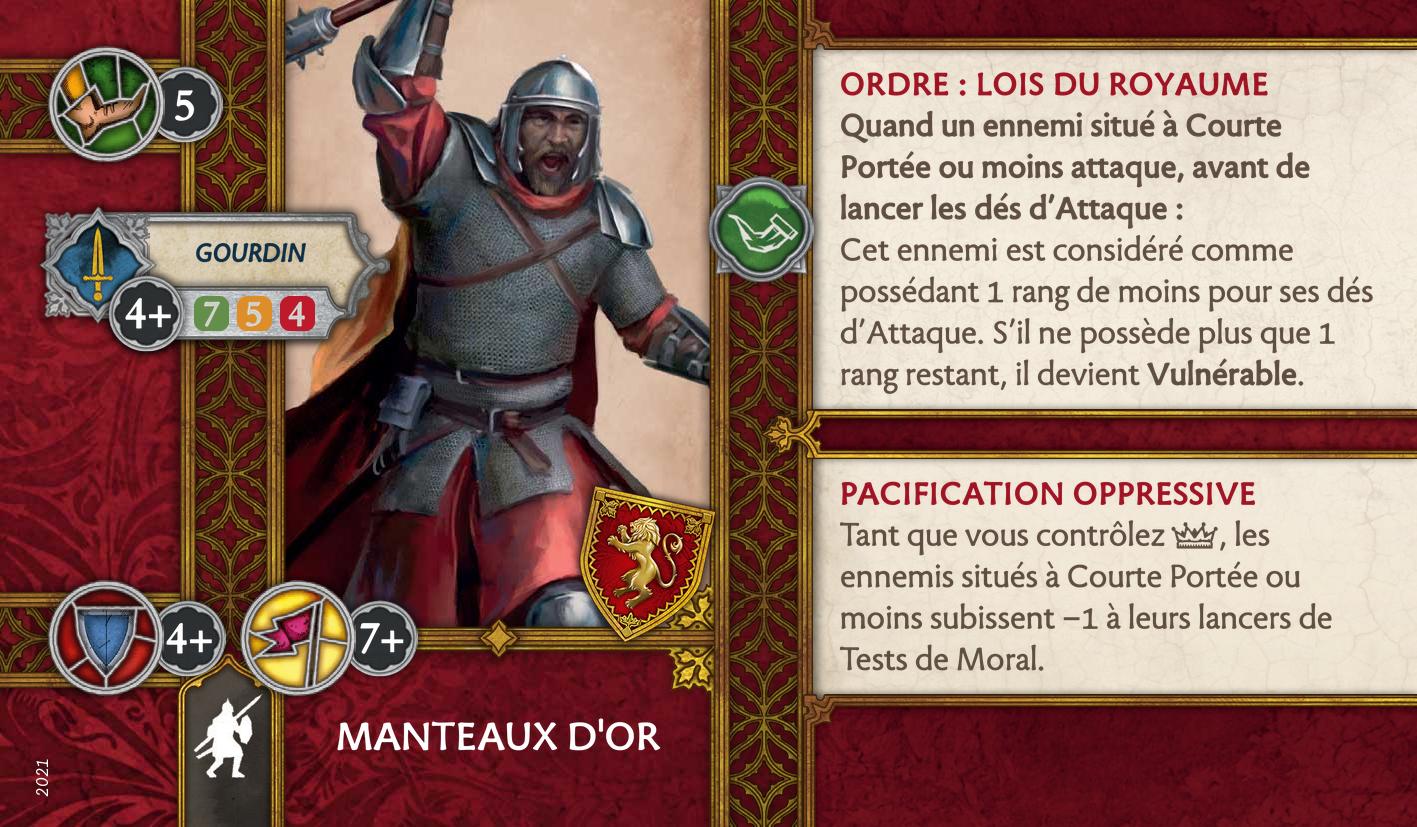 5
GOURDIN
4+
7 5 4
4+
7+
MANTEAUX D'OR
2021
ORDRE : LOIS DU ROYAUME
Quand un ennemi situé à Courte
Portée ou moins attaque, avant de
lancer les dés d’Attaque :
Cet ennemi est considéré comme
possédant 1 rang de moins pour ses dés
d’Attaque. S’il ne possède plus que 1
rang restant, il devient Vulnérable.
PACIFICATION OPPRESSIVE
Tant que vous contrôlez , les
ennemis situés à Courte Portée ou
moins subissent –1 à leurs lancers de
Tests de Moral.